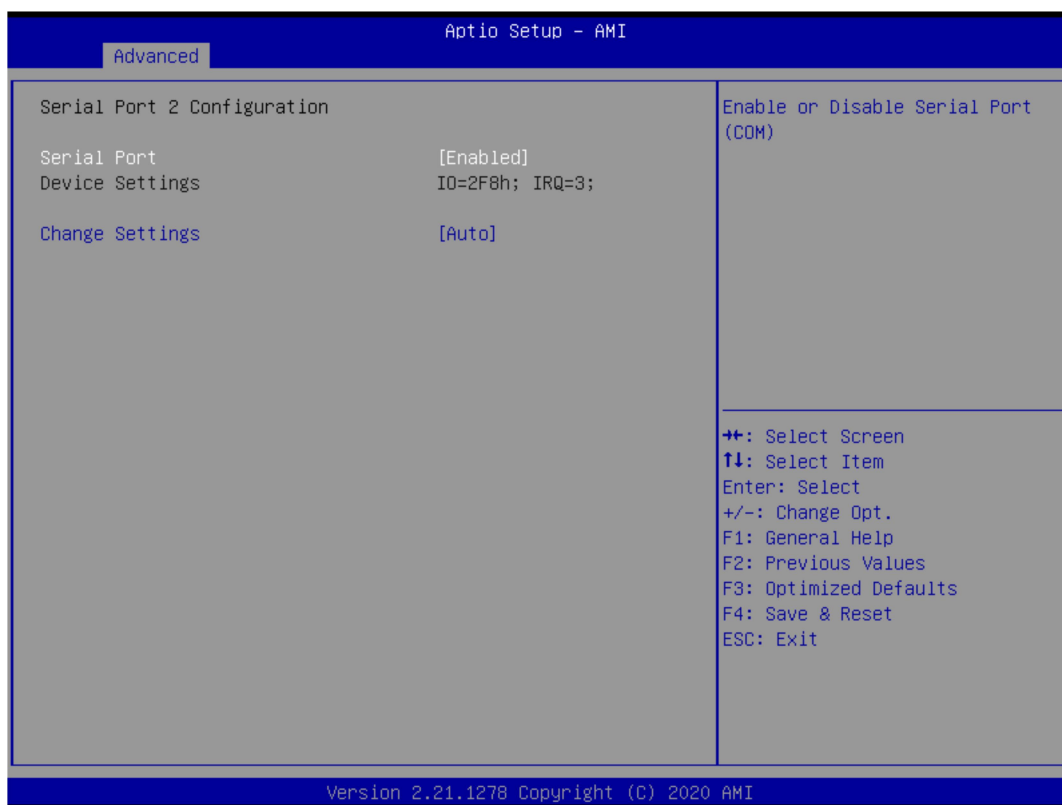 Aptio Setup - AMI
Advanced
Serial Port 2 Configuration
Serial Port [Enabled]
Device Settings IO=2F8h; IRQ=3;
Change Settings [Auto]
Enable or Disable Serial Port
(COM)
→←: Select Screen
↑↓: Select Item
Enter: Select
+/-: Change Opt.
F1: General Help
F2: Previous Values
F3: Optimized Defaults
F4: Save & Reset
ESC: Exit
Version 2.21.1278 Copyright (C) 2020 AMI